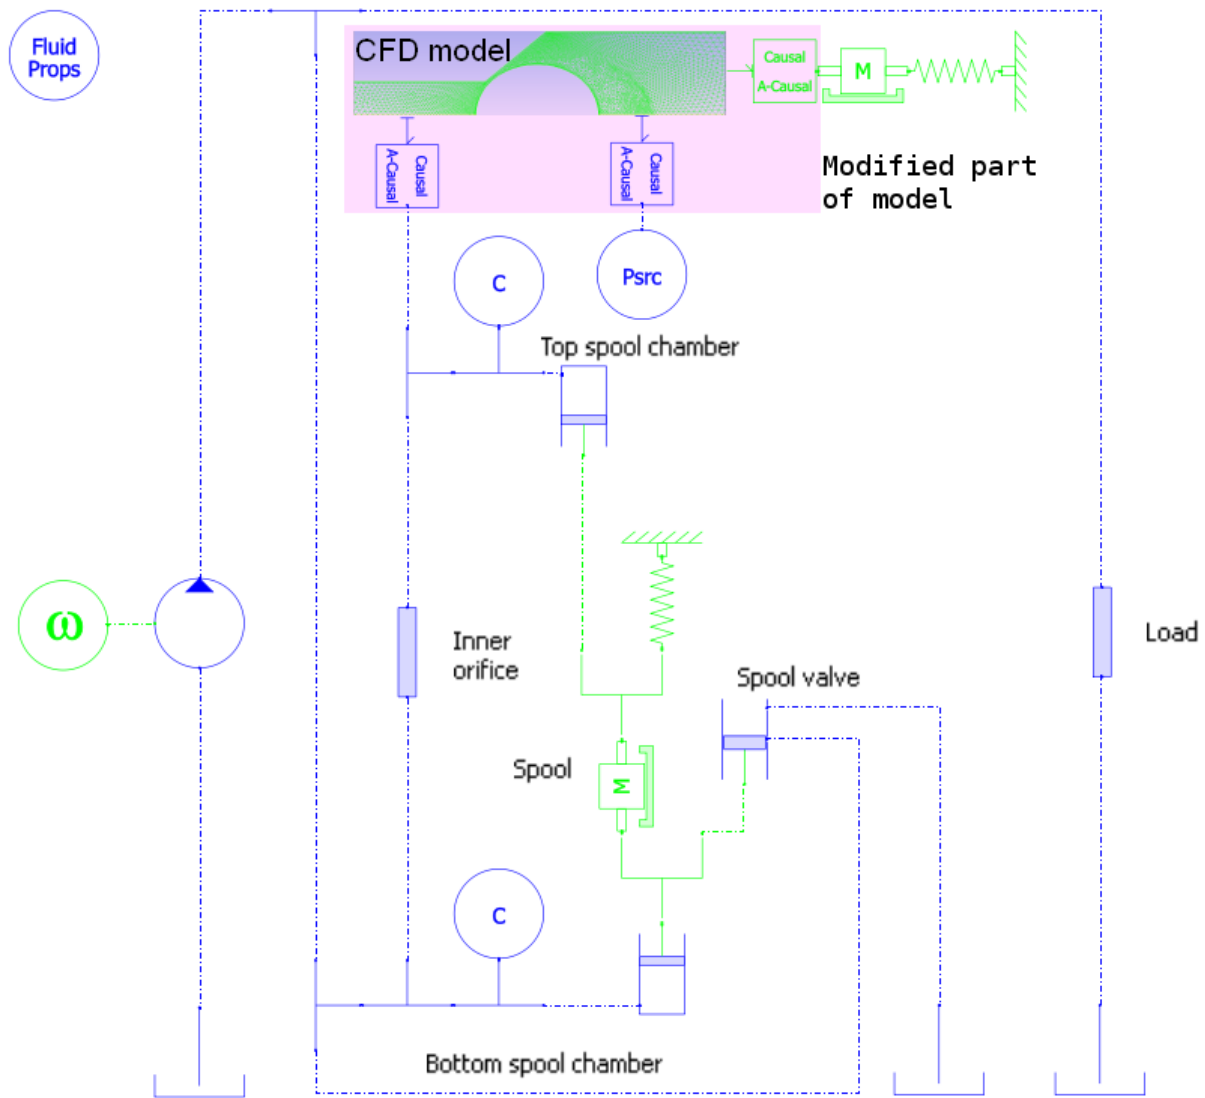 Fluid
Props
CFD model
Causal
A-Causal
M
Causal
A-Causal
Causal
A-Causal
Modified part
of model
C
Psrc
Top spool chamber
ω
Inner
orifice
Load
Spool valve
Spool
M
C
Bottom spool chamber